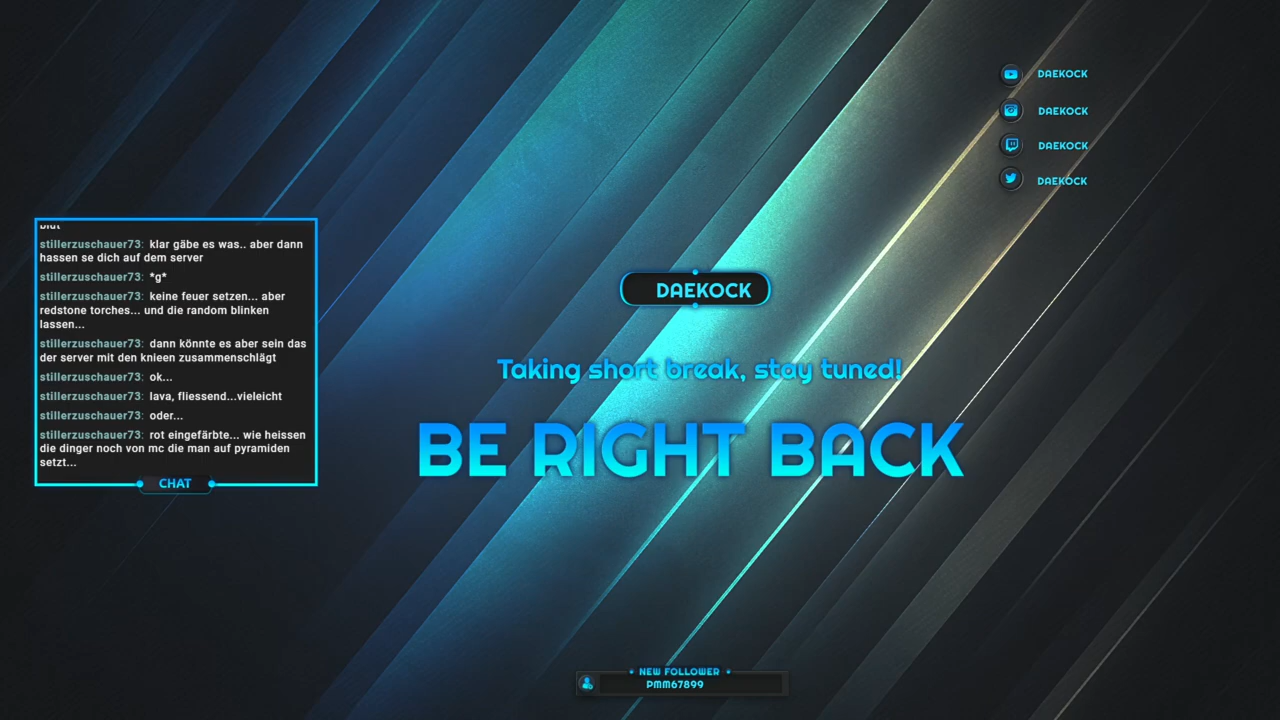 DAEKOCK
DAEKOCK
DAEKOCK
DAEKOCK
blut
stillerzuschauer73: klar gäbe es was.. aber dann
hassen se dich auf dem server
stillerzuschauer73: *g*
stillerzuschauer73: keine feuer setzen... aber
redstone torches... und die random blinken
lassen...
stillerzuschauer73: dann könnte es aber sein das
der server mit den knieen zusammenschlägt
stillerzuschauer73: ok...
stillerzuschauer73: lava, fliessend...vieleicht
stillerzuschauer73: oder...
stillerzuschauer73: rot eingefärbte... wie heissen
die dinger noch von mc die man auf pyramiden
setzt...
CHAT
DAEKOCK
Taking short break, stay tuned!
BE RIGHT BACK
NEW FOLLOWER
PMM67899